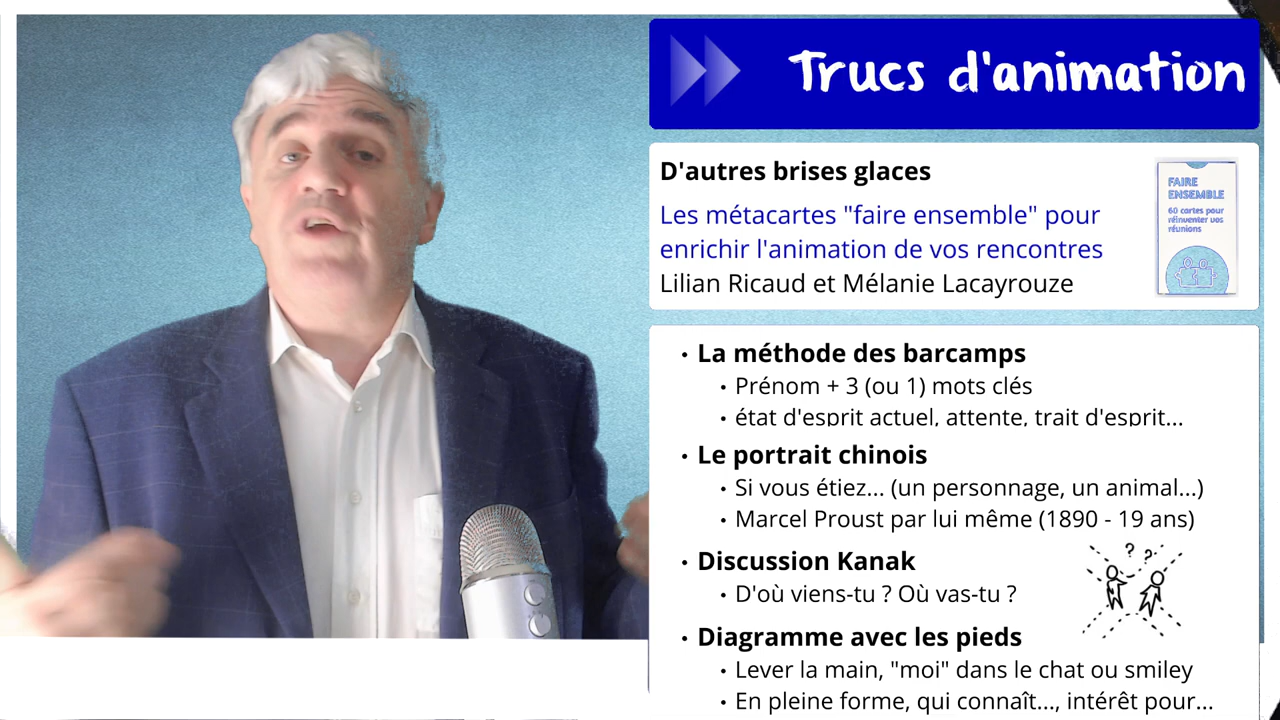 Trucs d'animation
D'autres brises glaces
Les métacartes "faire ensemble" pour
enrichir l'animation de vos rencontres
Lilian Ricaud et Mélanie Lacayrouze
FAIRE
ENSEMBLE
60 cartes pour
réinventer vos
réunions
• La méthode des barcamps
• Prénom + 3 (ou 1) mots clés
• état d'esprit actuel, attente, trait d'esprit...
• Le portrait chinois
• Si vous étiez... (un personnage, un animal...)
• Marcel Proust par lui même (1890 - 19 ans)
• Discussion Kanak
• D'où viens-tu ? Où vas-tu ?
? ?
• Diagramme avec les pieds
• Lever la main, "moi" dans le chat ou smiley
• En pleine forme, qui connaît..., intérêt pour...